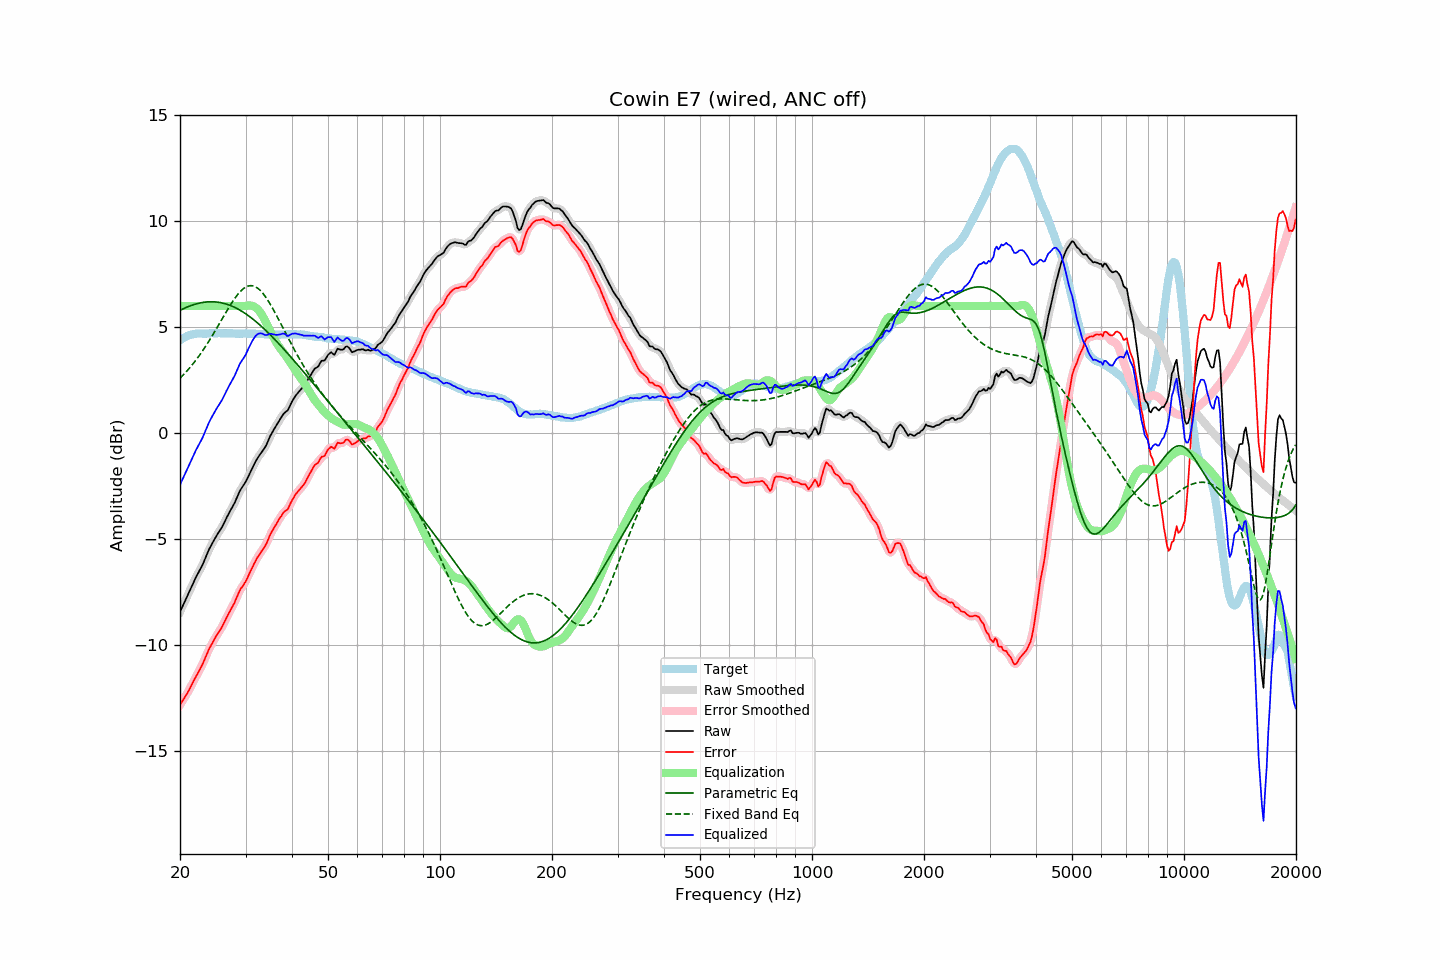 Cowin E7 (wired, ANC off)
15
10
5
0
−5
−10
−15
Amplitude (dBr)
20
50
100
200
500
1000
2000
5000
10000
20000
Frequency (Hz)
Target
Raw Smoothed
Error Smoothed
Raw
Error
Equalization
Parametric Eq
Fixed Band Eq
Equalized